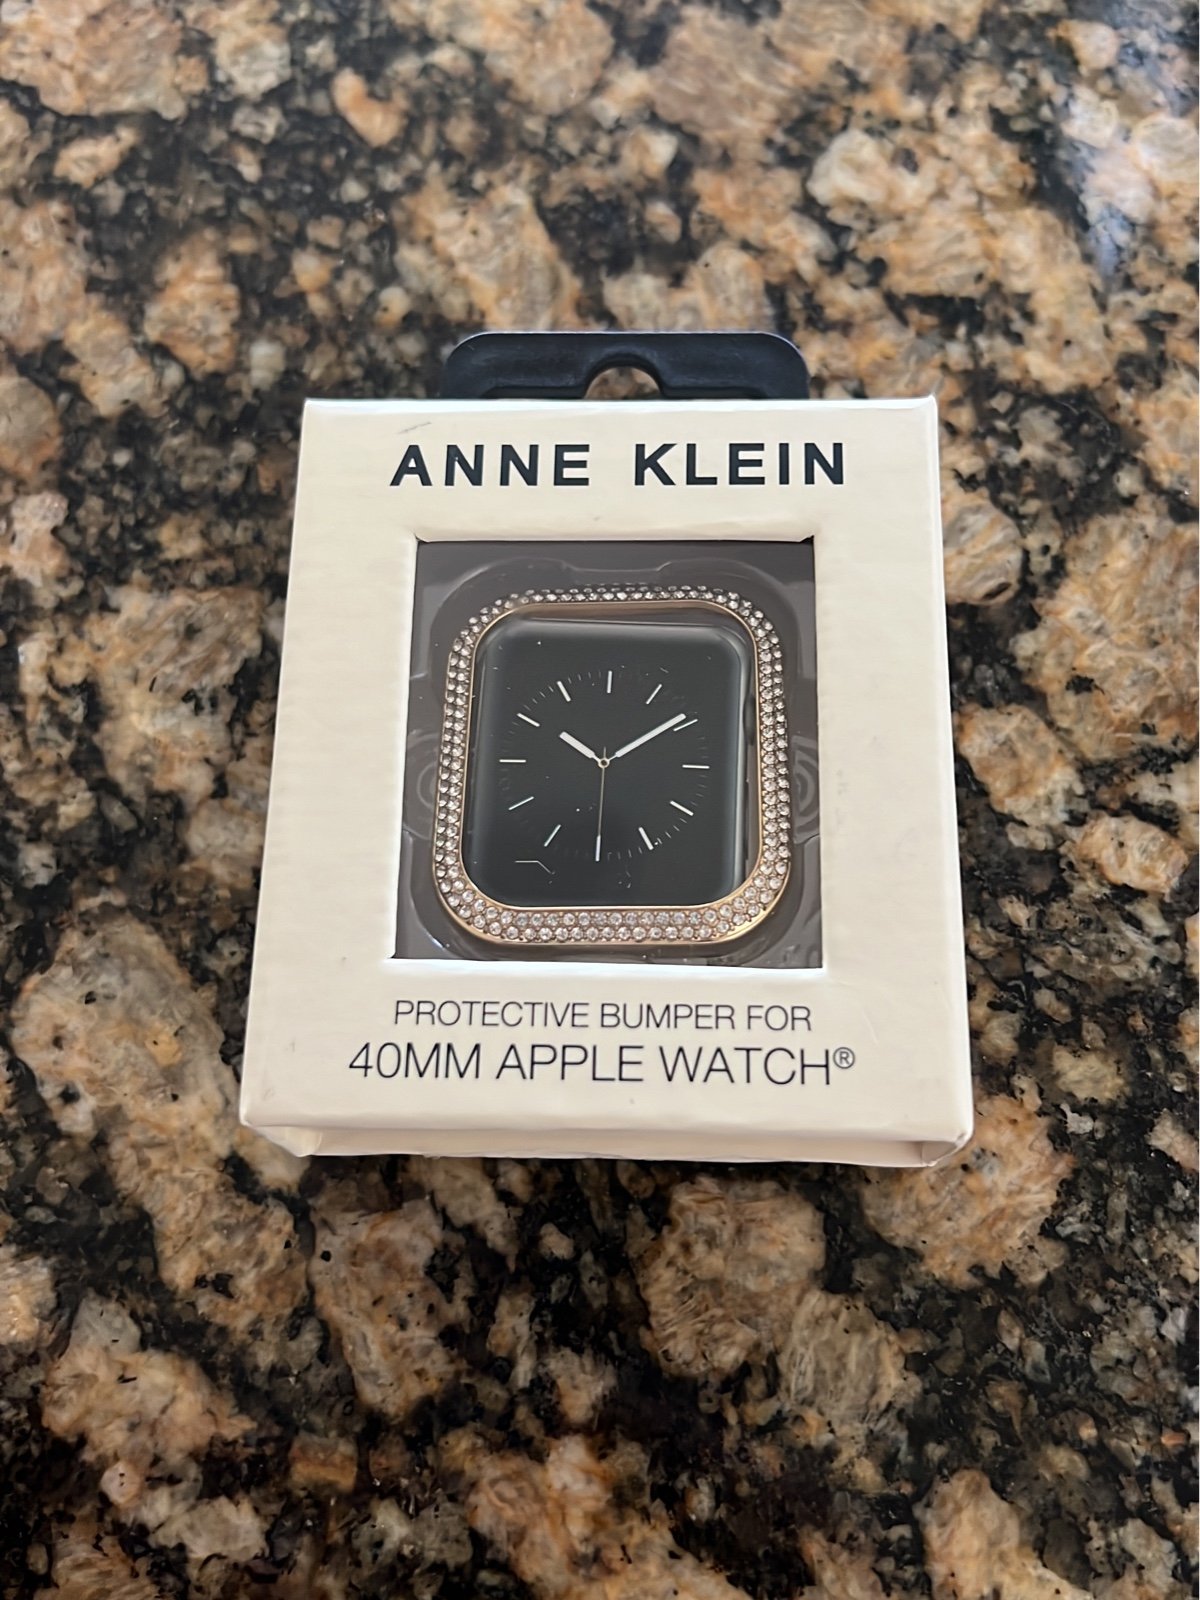 ANNE KLEIN
PROTECTIVE BUMPER FOR
40MM APPLE WATCH®